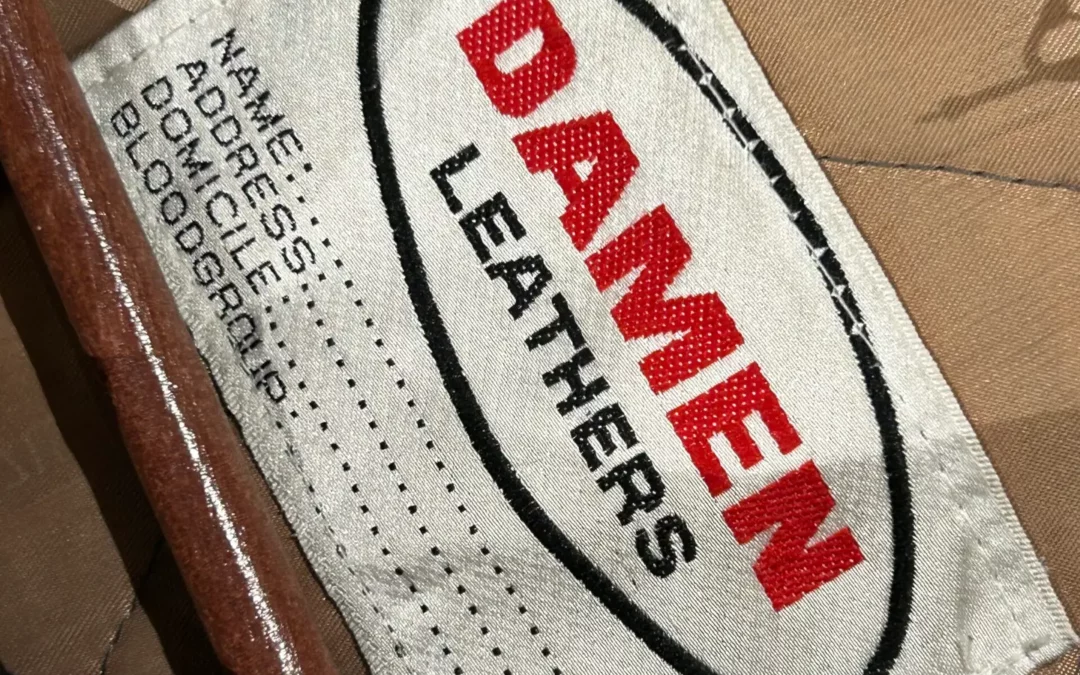 DAMEN
LEATHERS
NAME:
ADDRESS:
DOMICILE:
BLOODGROUP: